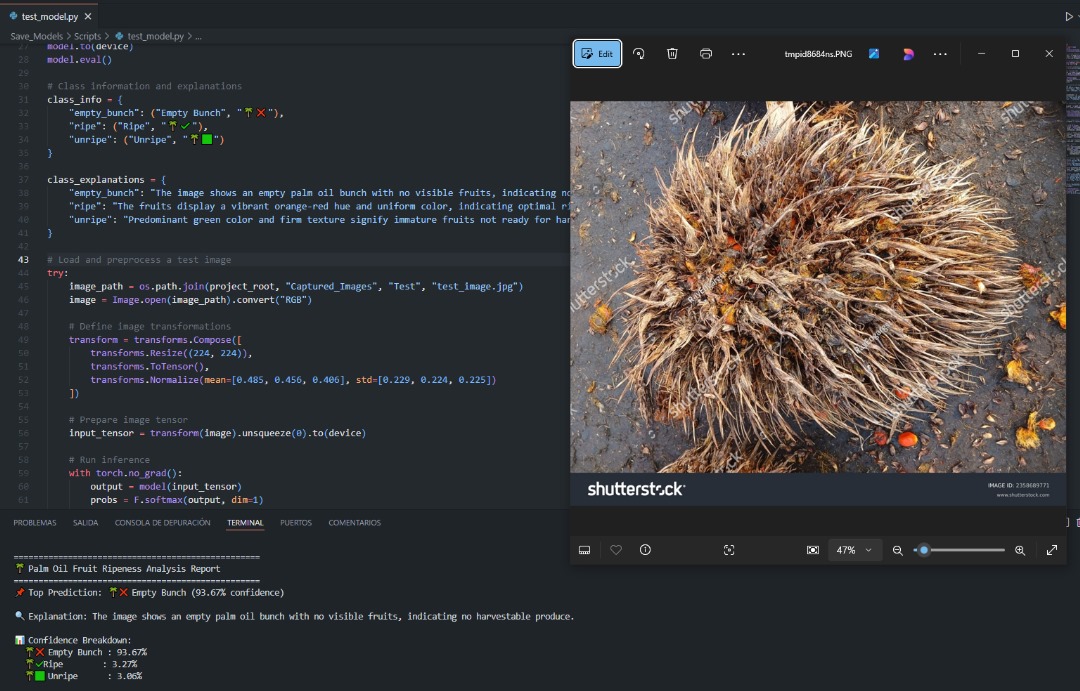 test_model.py
Save_Models > Scripts > test_model.py > ...
27 model.to(device)
28 model.eval()
29
30 # Class information and explanations
31 class_info = {
32 "empty_bunch": ("Empty Bunch", "🌴❌"),
33 "ripe": ("Ripe", "🌴✅"),
34 "unripe": ("Unripe", "🌴🟩")
35 }
36
37 class_explanations = {
38 "empty_bunch": "The image shows an empty palm oil bunch with no visible fruits, indicating no
39 "ripe": "The fruits display a vibrant orange-red hue and uniform color, indicating optimal ri
40 "unripe": "Predominant green color and firm texture signify immature fruits not ready for har
41 }
42
43 # Load and preprocess a test image
44 try:
45 image_path = os.path.join(project_root, "Captured_Images", "Test", "test_image.jpg")
46 image = Image.open(image_path).convert("RGB")
47
48 # Define image transformations
49 transform = transforms.Compose([
50 transforms.Resize((224, 224)),
51 transforms.ToTensor(),
52 transforms.Normalize(mean=[0.485, 0.456, 0.406], std=[0.229, 0.224, 0.225])
53 ])
54
55 # Prepare image tensor
56 input_tensor = transform(image).unsqueeze(0).to(device)
57
58 # Run inference
59 with torch.no_grad():
60 output = model(input_tensor)
61 probs = F.softmax(output, dim=1)
Edit
tmpid8684ns.PNG
shutterstock
IMAGE ID: 2358689771
www.shutterstock.com
47%
PROBLEMAS SALIDA CONSOLA DE DEPURACIÓN TERMINAL PUERTOS COMENTARIOS
==================================================
🌴 Palm Oil Fruit Ripeness Analysis Report
==================================================
📌 Top Prediction: 🌴❌ Empty Bunch (93.67% confidence)
🔍 Explanation: The image shows an empty palm oil bunch with no visible fruits, indicating no harvestable produce.
📊 Confidence Breakdown:
🌴❌ Empty Bunch : 93.67%
🌴✅Ripe : 3.27%
🌴🟩 Unripe : 3.06%